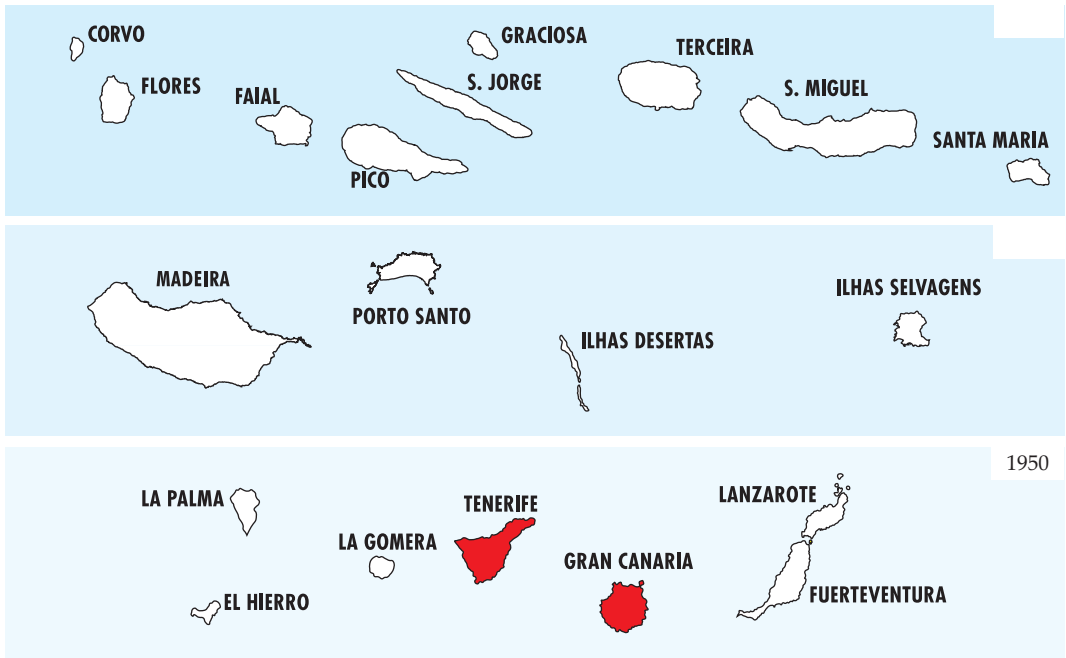 CORVO
GRACIOSA
TERCEIRA
FLORES
S. JORGE
FAIAL
S. MIGUEL
SANTA MARIA
PICO
MADEIRA
ILHAS SELVAGENS
PORTO SANTO
ILHAS DESERTAS
1950
LA PALMA
TENERIFE
LANZAROTE
LA GOMERA
GRAN CANARIA
EL HIERRO
FUERTEVENTURA